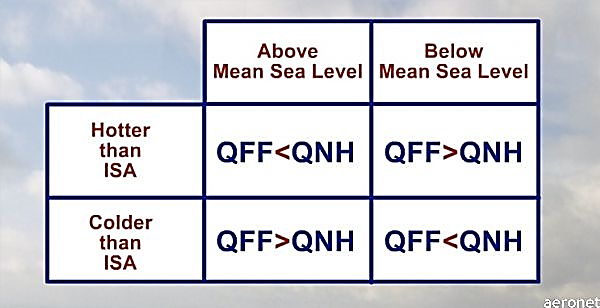 Above
Mean Sea Level
Below
Mean Sea Level
Hotter
than
ISA
QFF<QNH
QFF>QNH
Colder
than
ISA
QFF>QNH
QFF<QNH
aeronet